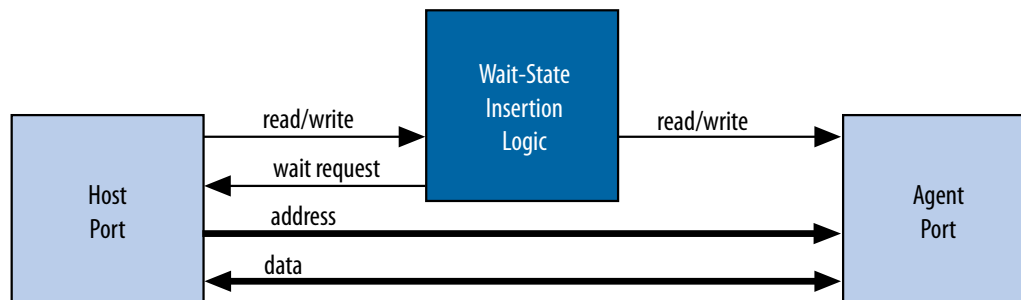 Wait-State
Insertion
Logic
read/write
read/write
wait request
Host
Port
Agent
Port
address
data